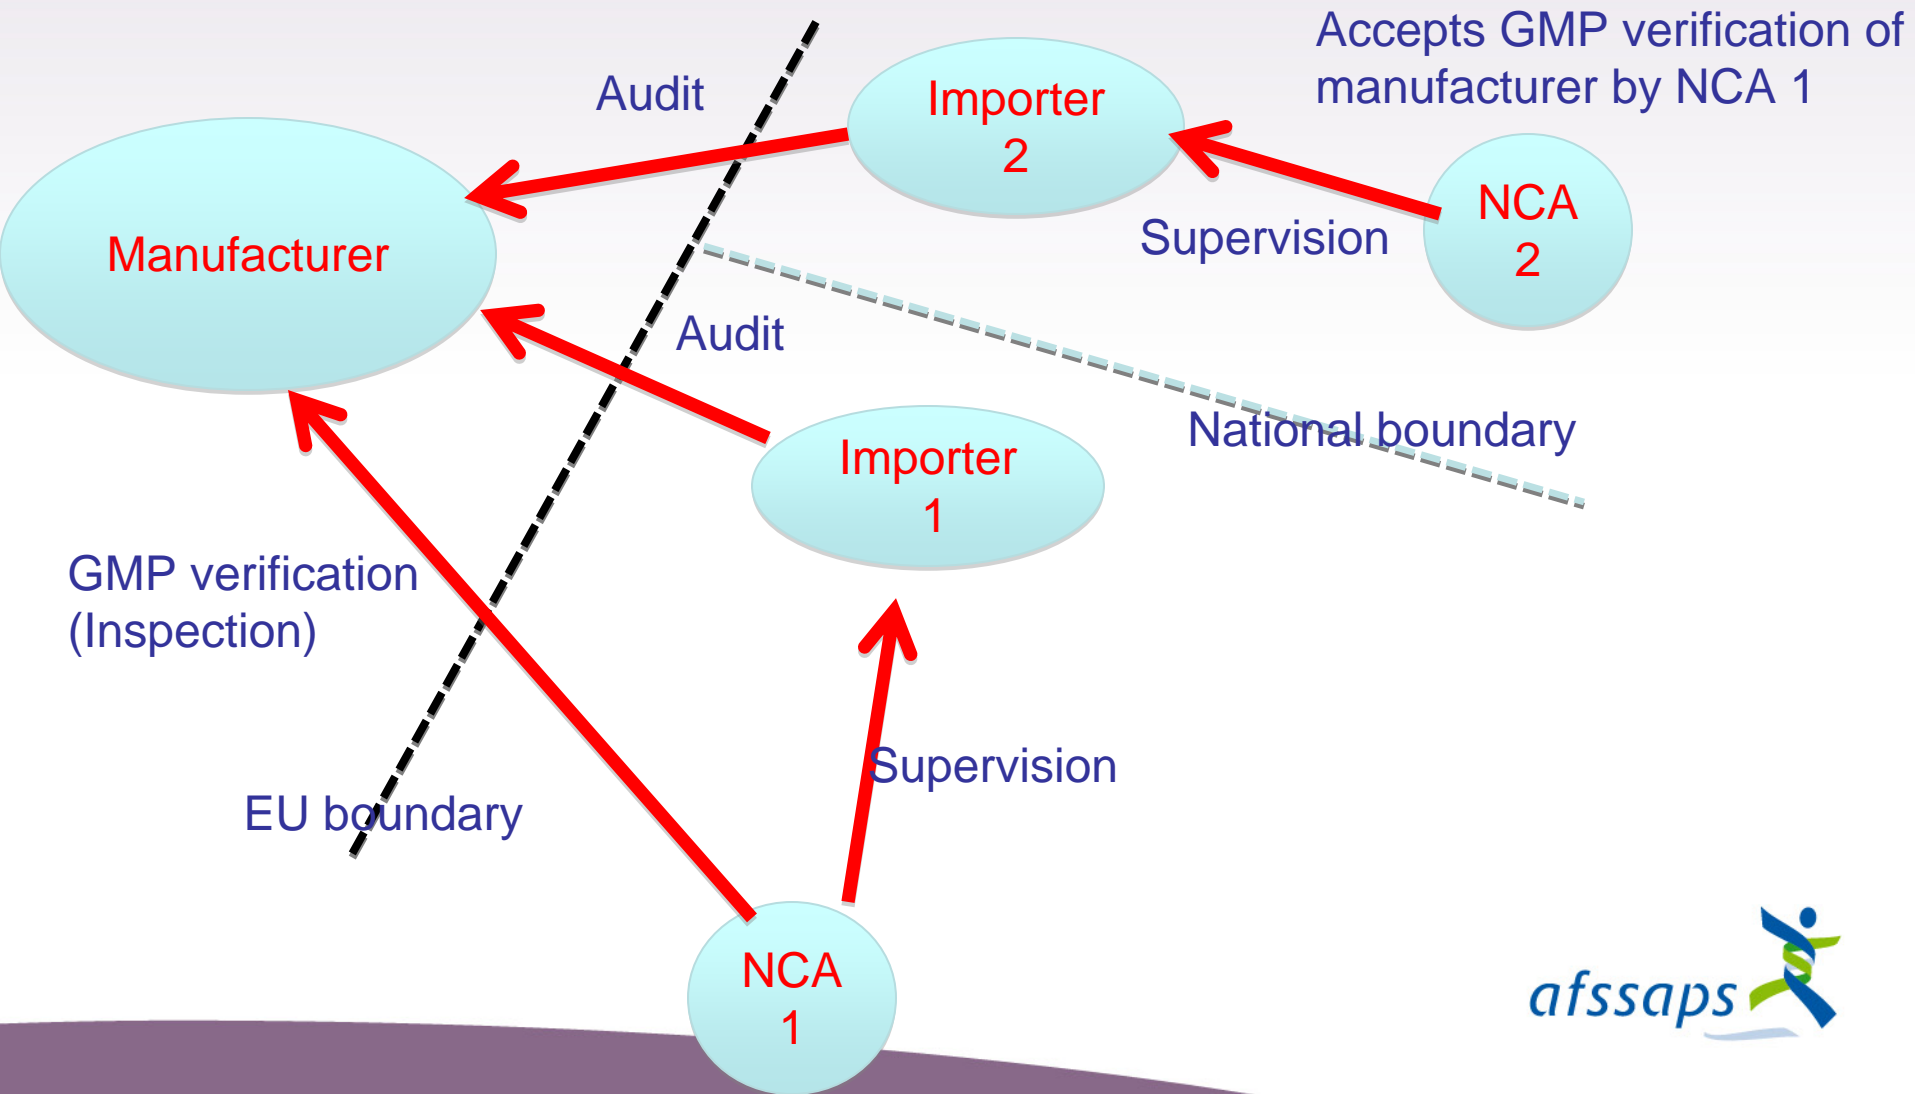 Accepts GMP verification of
manufacturer by NCA 1
Audit
Importer
2
NCA
2
Supervision
Manufacturer
Audit
National boundary
Importer
1
GMP verification
(Inspection)
Supervision
EU boundary
NCA
1
afssaps